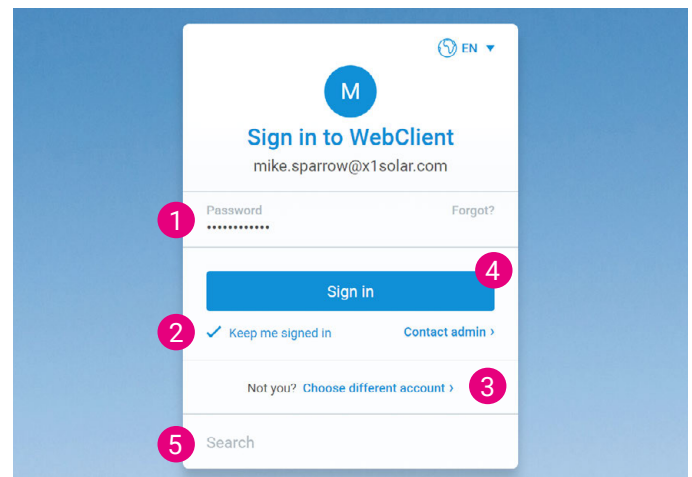 EN
M
Sign in to WebClient
mike.sparrow@x1solar.com
1 Password Forgot?
••••••••••••
4
Sign in
2 Keep me signed in Contact admin ›
Not you? Choose different account › 3
5 Search